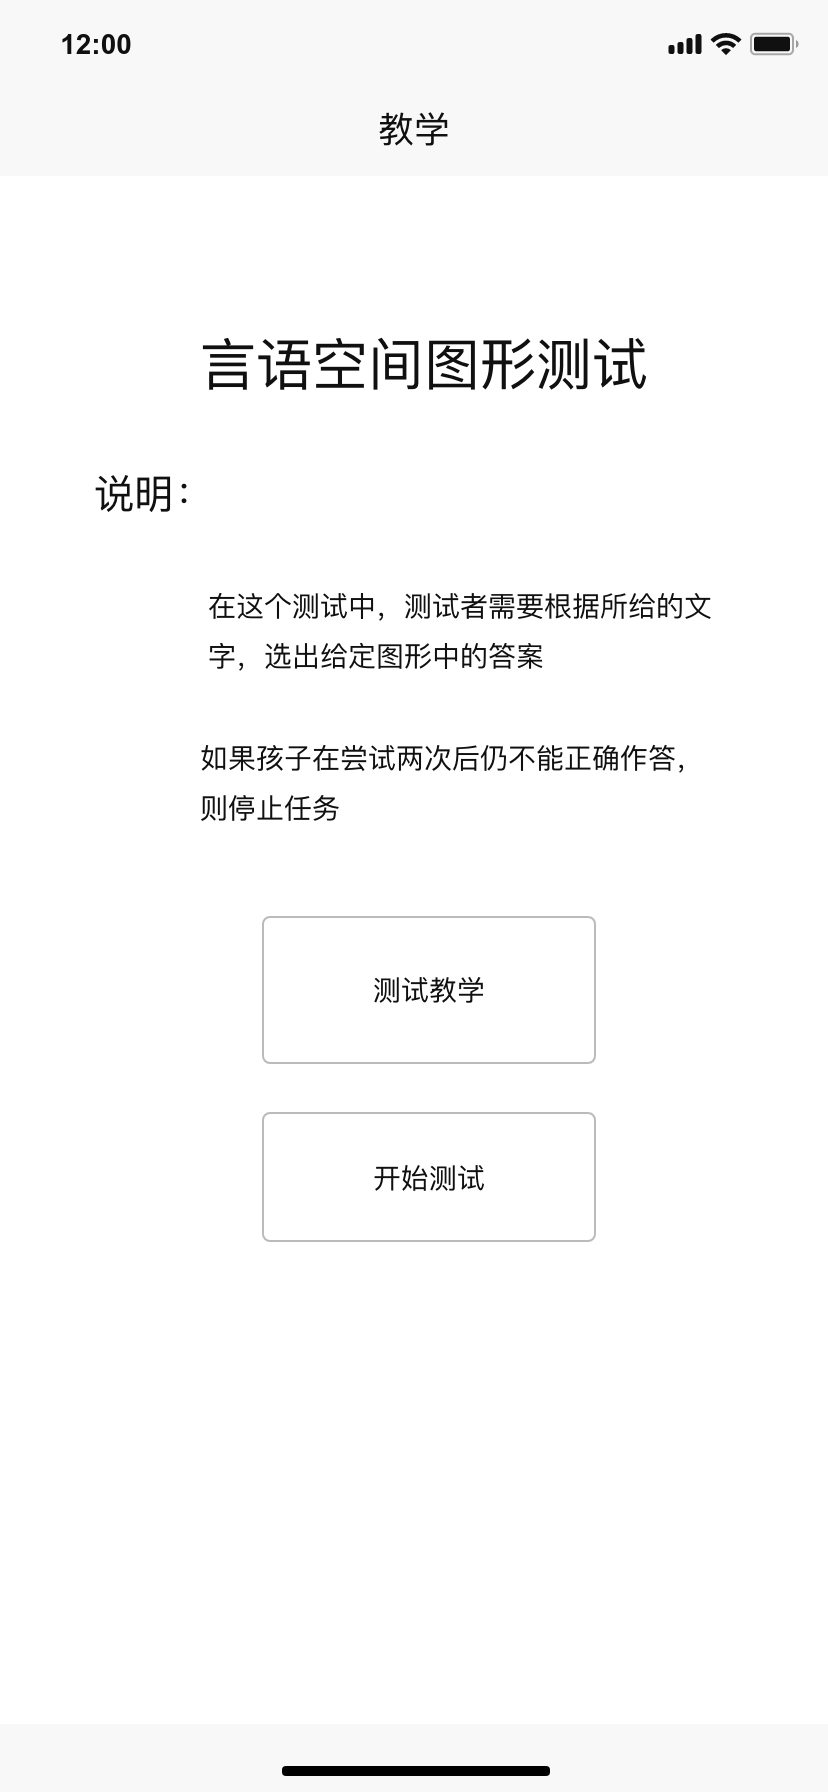 12:00
教学
言语空间图形测试
说明：
在这个测试中，测试者需要根据所给的文
字，选出给定图形中的答案
如果孩子在尝试两次后仍不能正确作答，
则停止任务
测试教学
开始测试